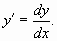 y′ = dy/dx.